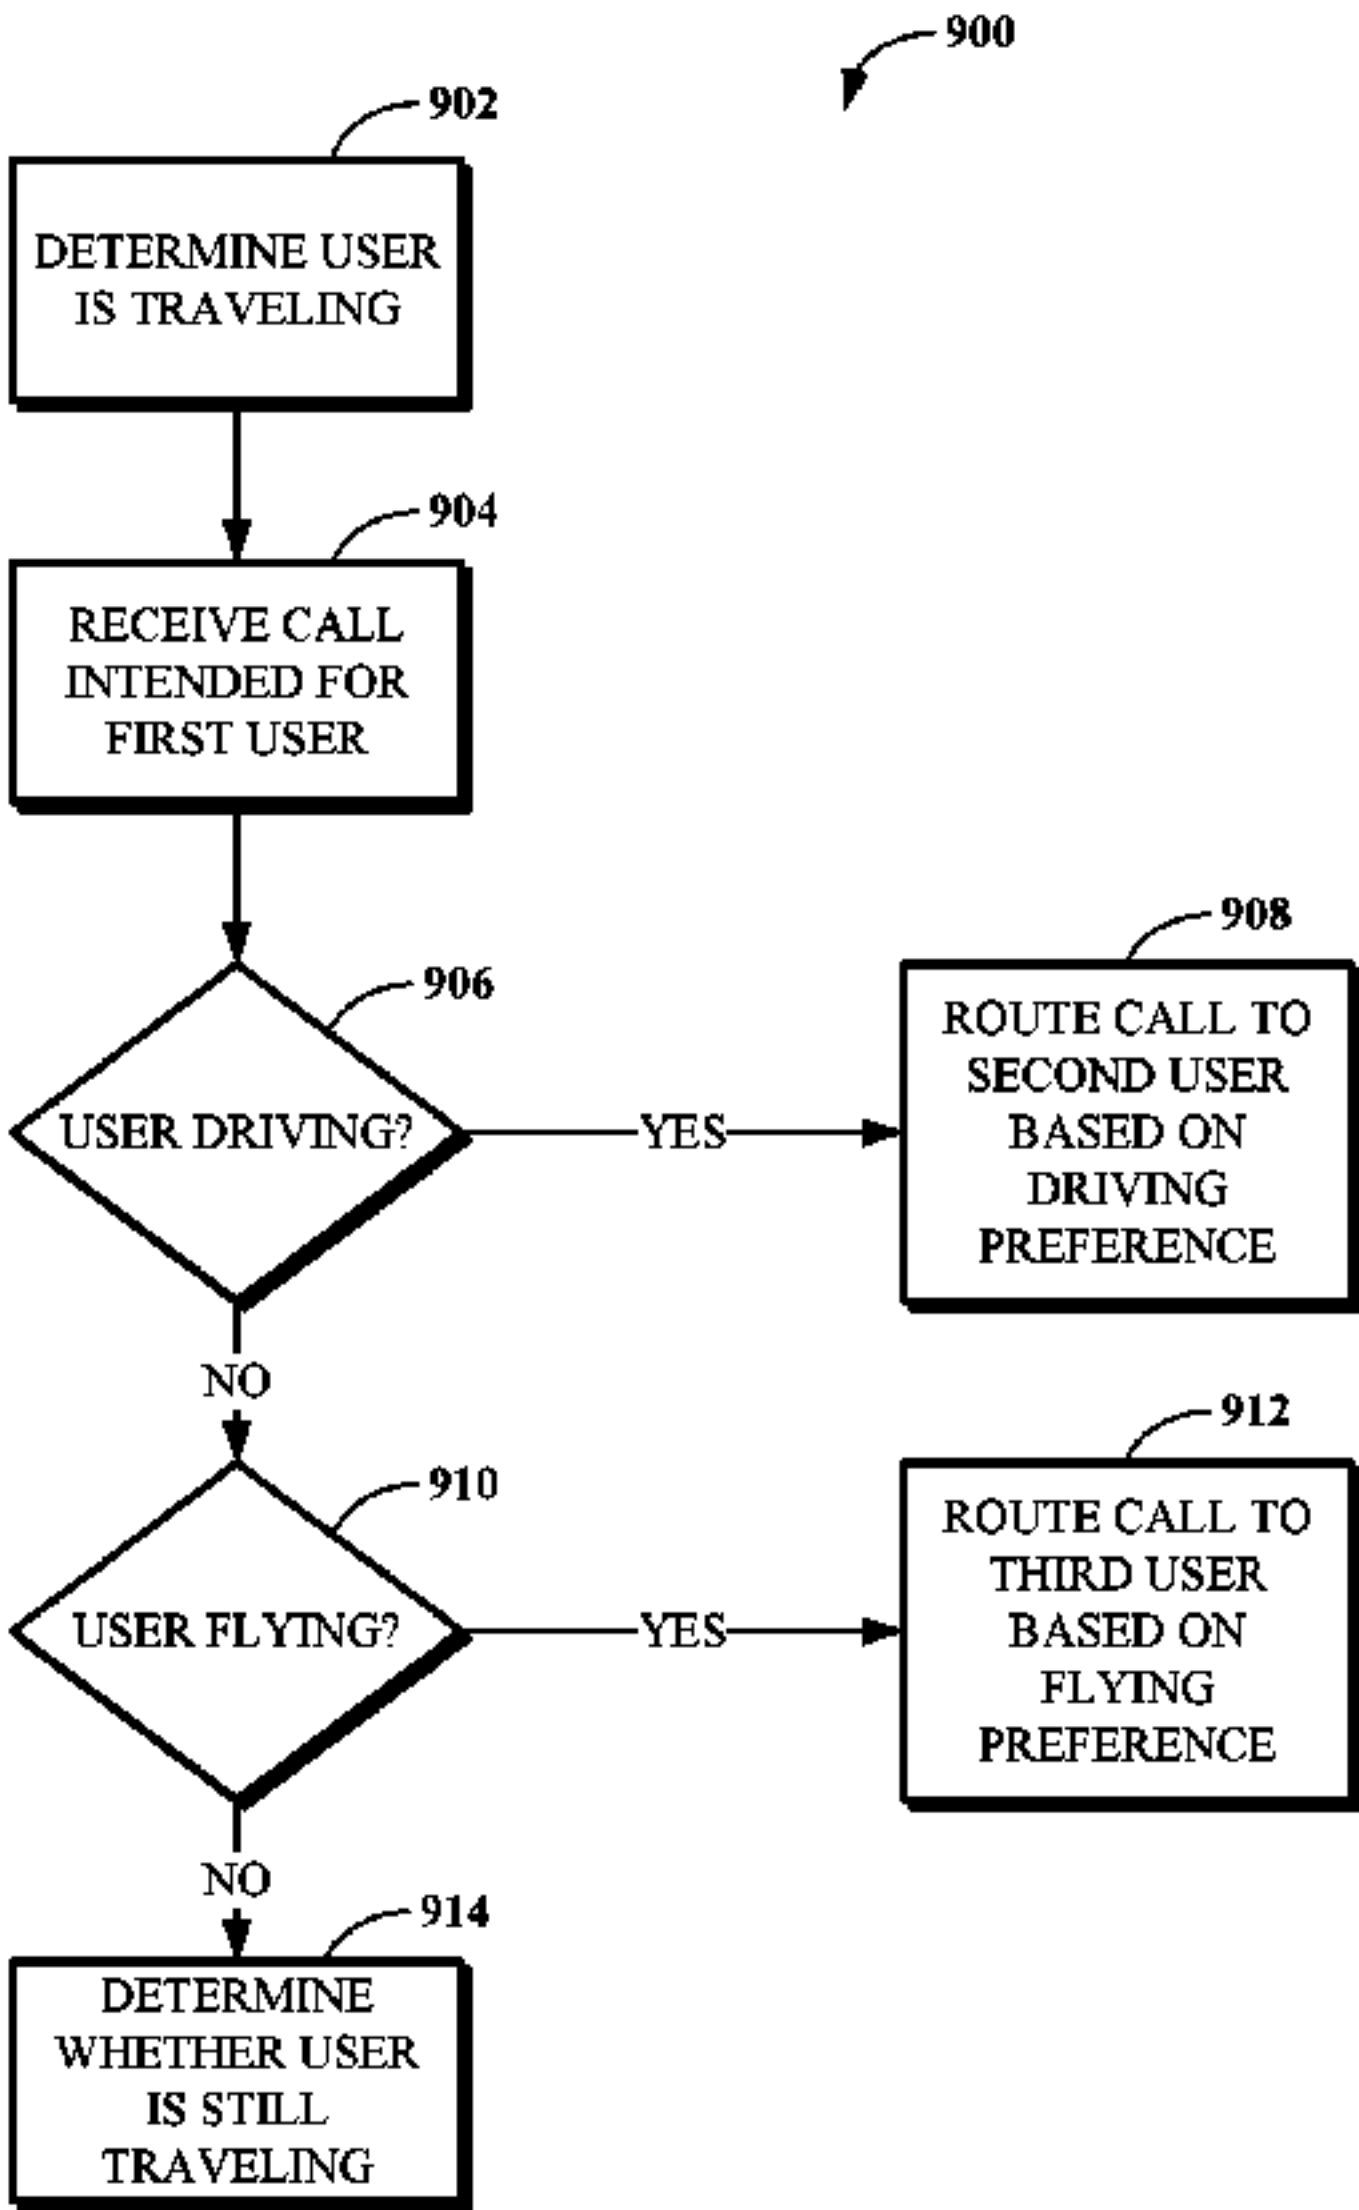 900
902
DETERMINE USER
IS TRAVELING
904
RECEIVE CALL
INTENDED FOR
FIRST USER
906
USER DRIVING?
YES
908
ROUTE CALL TO
SECOND USER
BASED ON
DRIVING
PREFERENCE
NO
910
USER FLYING?
YES
912
ROUTE CALL TO
THIRD USER
BASED ON
FLYING
PREFERENCE
NO
914
DETERMINE
WHETHER USER
IS STILL
TRAVELING